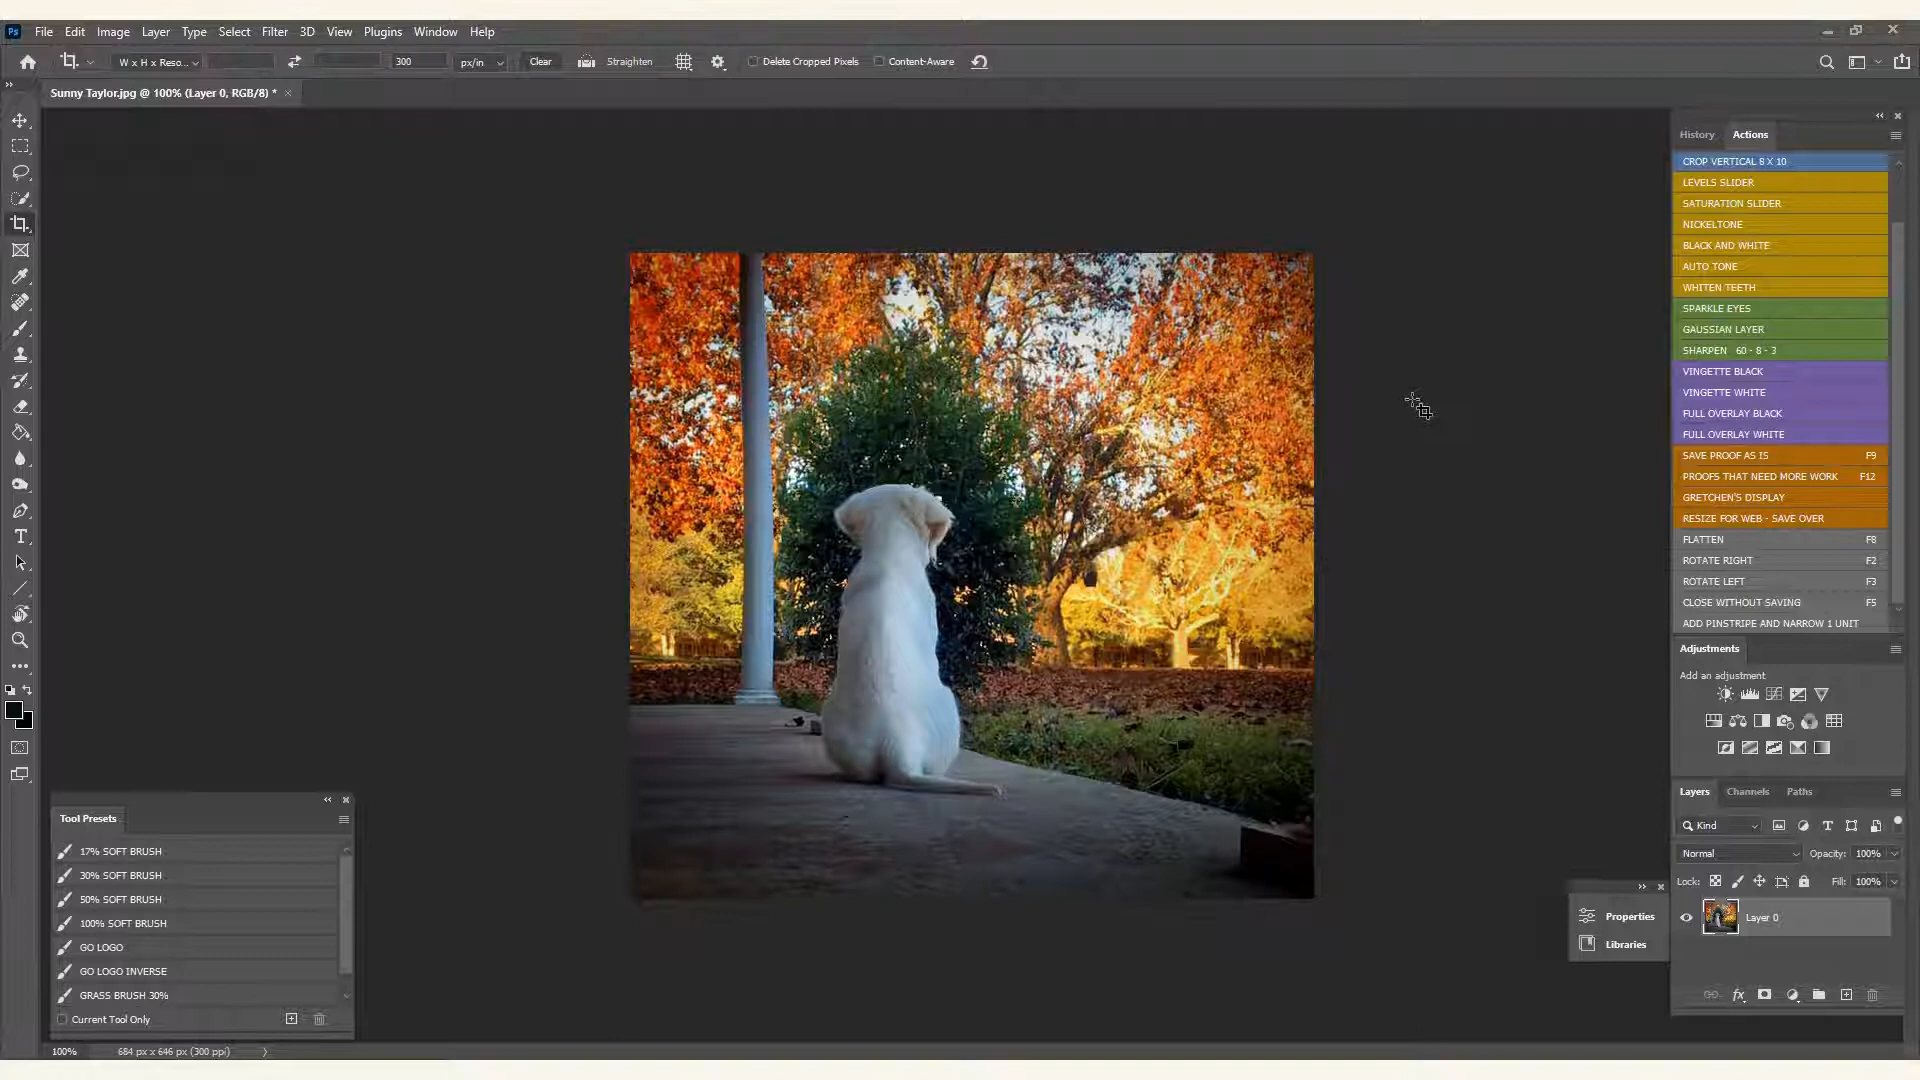 Ps File Edit Image Layer Type Select Filter 3D View Plugins Window Help
W x H x Reso... 300 px/in Clear Straighten Delete Cropped Pixels Content-Aware
Sunny Taylor.jpg @ 100% (Layer 0, RGB/8) *
History Actions
CROP VERTICAL 8 X 10
LEVELS SLIDER
SATURATION SLIDER
NICKELTONE
BLACK AND WHITE
AUTO TONE
WHITEN TEETH
SPARKLE EYES
GAUSSIAN LAYER
SHARPEN 60 - 8 - 3
VINGETTE BLACK
VINGETTE WHITE
FULL OVERLAY BLACK
FULL OVERLAY WHITE
SAVE PROOF AS IS F9
PROOFS THAT NEED MORE WORK F12
GRETCHEN'S DISPLAY
RESIZE FOR WEB - SAVE OVER
FLATTEN F8
ROTATE RIGHT F2
ROTATE LEFT F3
CLOSE WITHOUT SAVING F5
ADD PINSTRIPE AND NARROW 1 UNIT
Adjustments
Add an adjustment
Layers Channels Paths
Kind
Normal Opacity: 100%
Lock: Fill: 100%
Layer 0
Properties
Libraries
Tool Presets
17% SOFT BRUSH
30% SOFT BRUSH
50% SOFT BRUSH
100% SOFT BRUSH
GO LOGO
GO LOGO INVERSE
GRASS BRUSH 30%
Current Tool Only
100% 684 px x 646 px (300 ppi)